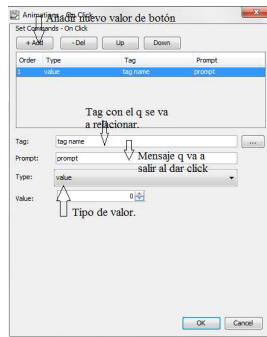 Animations - On Click
Añadir nuevo valor de botón
Set Commands - On Click
+ Add - Del Up Down
Order Type Tag Prompt
1 value tag name prompt
Tag con el q se va
a relacionar.
Tag: tag name ...
Prompt: prompt
Mensaje q va a
salir al dar click
Type: value
Value: 0
Tipo de valor.
OK Cancel